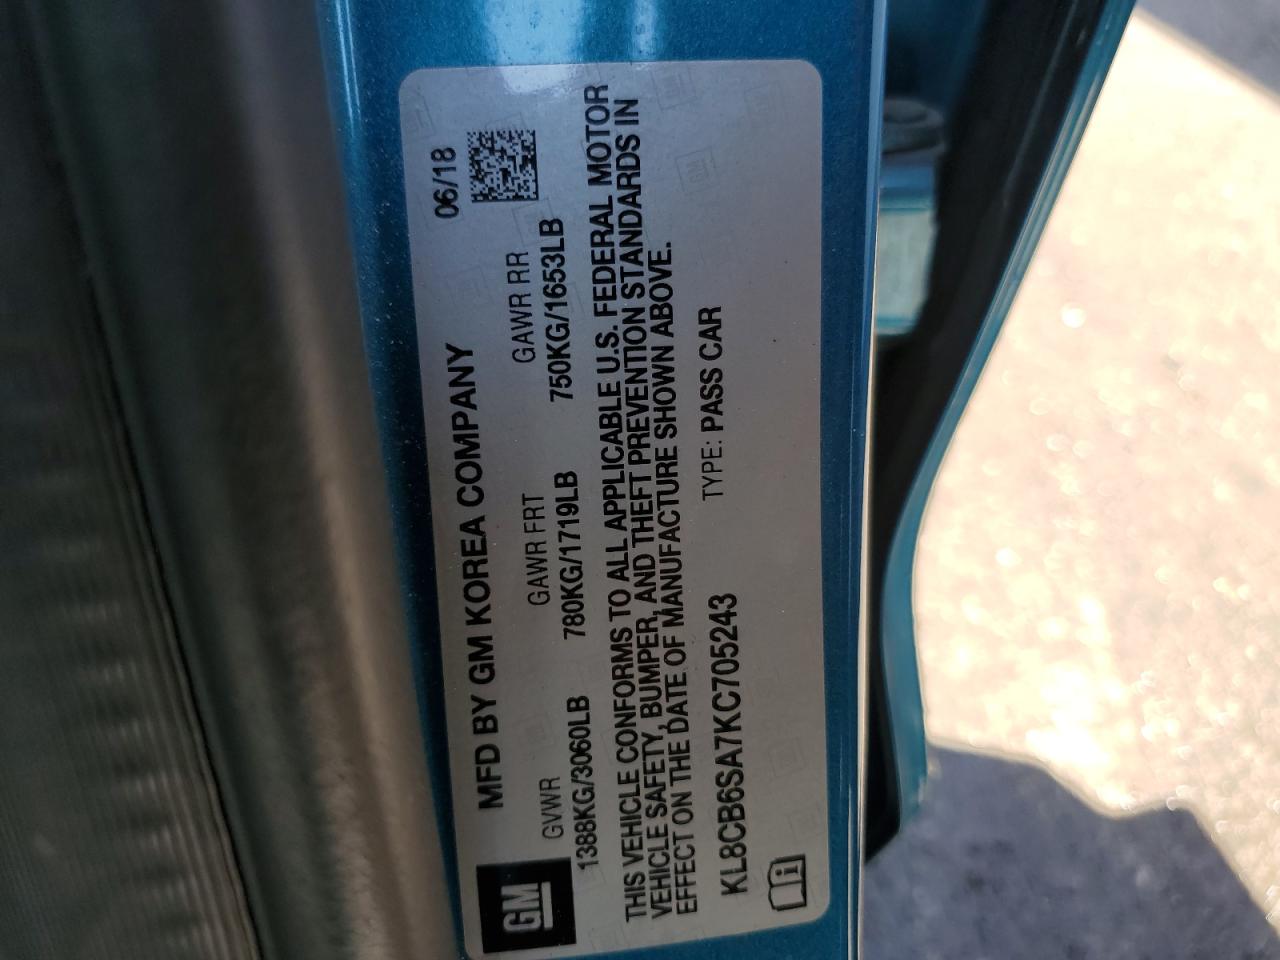 GM
MFD BY GM KOREA COMPANY 06/18
GVWR GAWR FRT GAWR RR
1388KG/3060LB 780KG/1719LB 750KG/1653LB
THIS VEHICLE CONFORMS TO ALL APPLICABLE U.S. FEDERAL MOTOR
VEHICLE SAFETY, BUMPER, AND THEFT PREVENTION STANDARDS IN
EFFECT ON THE DATE OF MANUFACTURE SHOWN ABOVE.
KL8CB6SA7KC705243 TYPE: PASS CAR